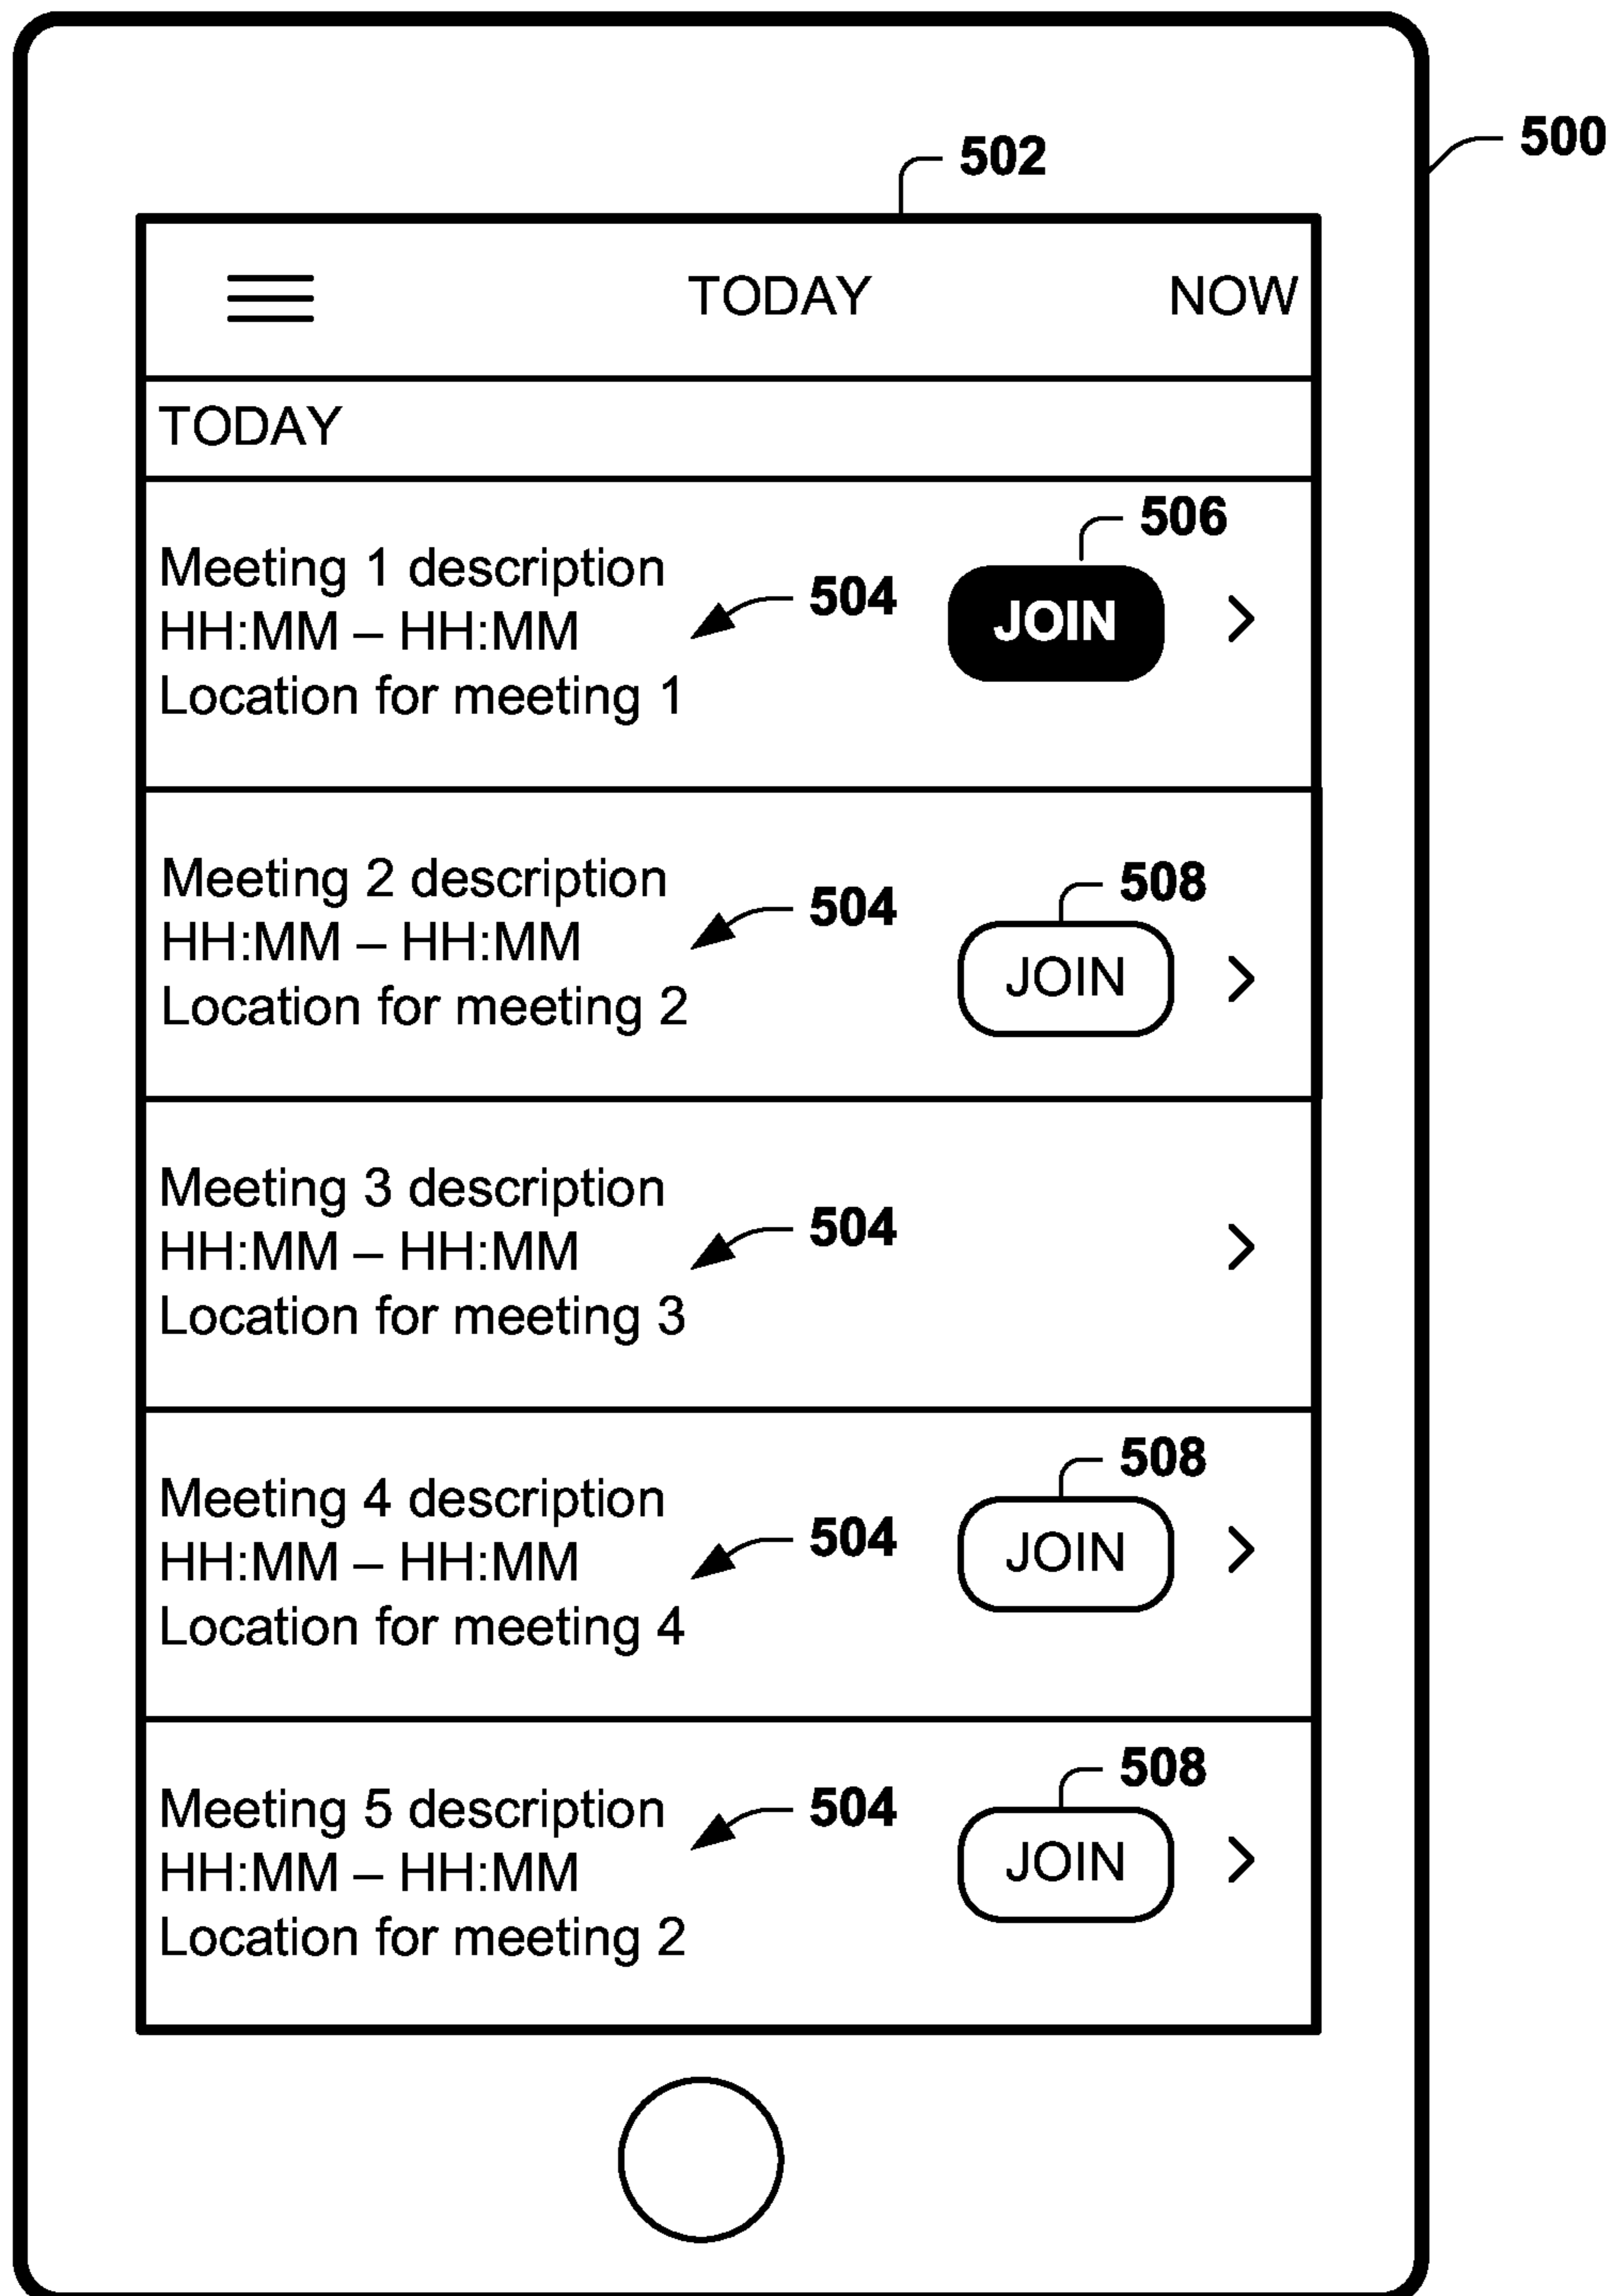 500
502
TODAY NOW
TODAY
506
Meeting 1 description
504
JOIN
HH:MM – HH:MM
Location for meeting 1
Meeting 2 description
508
504
HH:MM – HH:MM
JOIN
Location for meeting 2
Meeting 3 description
504
HH:MM – HH:MM
Location for meeting 3
508
Meeting 4 description
504
JOIN
HH:MM – HH:MM
Location for meeting 4
508
Meeting 5 description
504
JOIN
HH:MM – HH:MM
Location for meeting 2